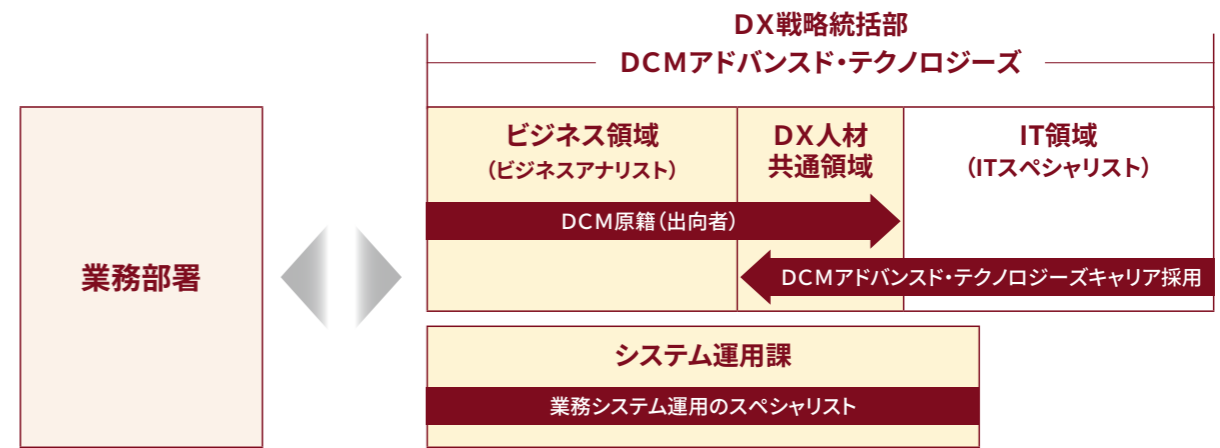 DX戦略統括部
DCMアドバンスド・テクノロジーズ
業務部署
ビジネス領域
（ビジネスアナリスト）
DX人材
共通領域
IT領域
（ITスペシャリスト）
DCM原籍（出向者）
DCMアドバンスド・テクノロジーズキャリア採用
システム運用課
業務システム運用のスペシャリスト